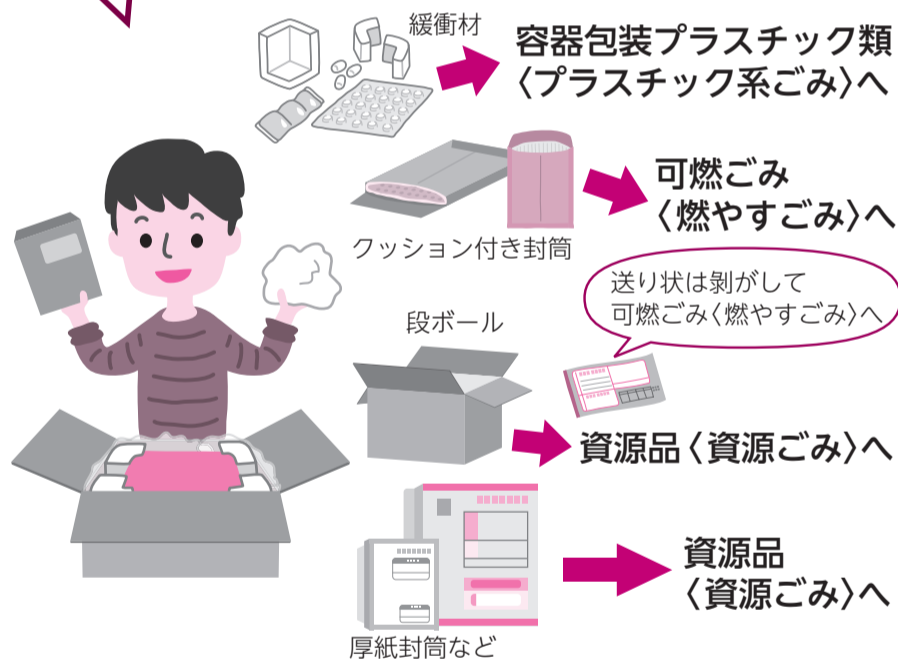 緩衝材
容器包装プラスチック類
〈プラスチック系ごみ〉へ
クッション付き封筒
可燃ごみ
〈燃やすごみ〉へ
送り状は剝がして
可燃ごみ〈燃やすごみ〉へ
段ボール
資源品〈資源ごみ〉へ
厚紙封筒など
資源品
〈資源ごみ〉へ